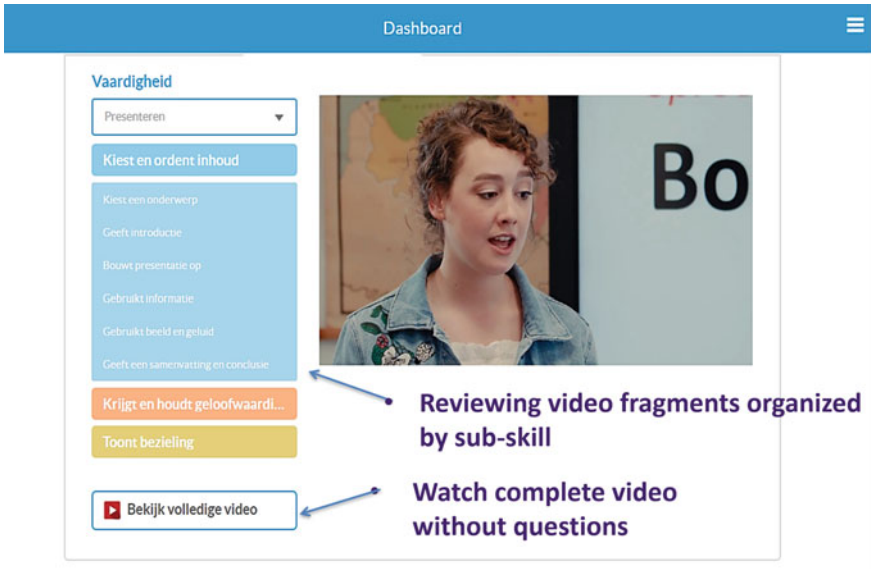 Dashboard
Vaardigheid
Presenteren
Kiest en ordent inhoud
Kiest een onderwerp
Geeft introductie
Bouwt presentatie op
Gebruikt informatie
Gebruikt beeld en geluid
Geeft een samenvatting en conclusie
Krijgt en houdt geloofwaardi...
Toont bezieling
Bekijk volledige video
Bo
Reviewing video fragments organized
by sub-skill
Watch complete video
without questions